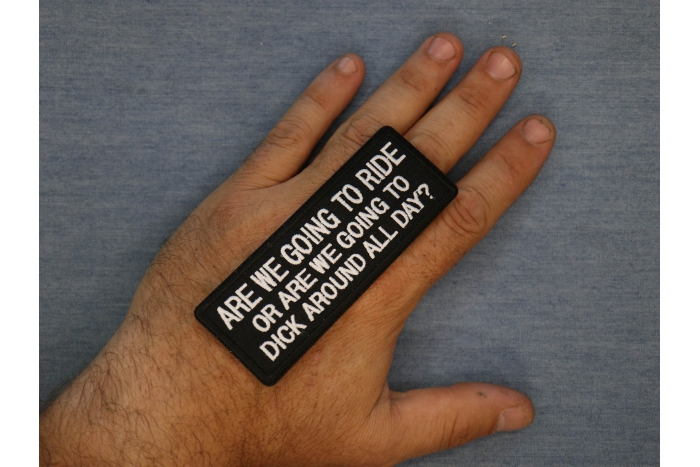 ARE WE GOING TO RIDE
OR ARE WE GOING TO
DICK AROUND ALL DAY?